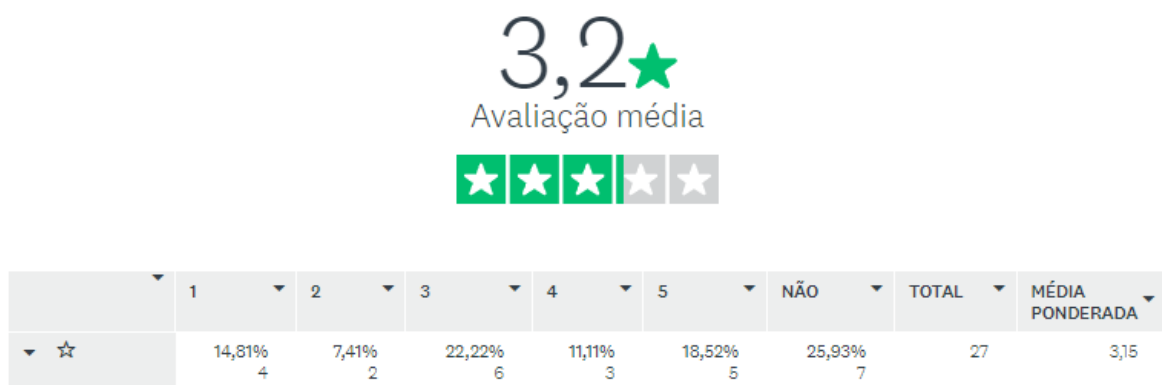 3,2
Avaliação média
1 2 3 4 5 NÃO TOTAL MÉDIA PONDERADA
14,81% 7,41% 22,22% 11,11% 18,52% 25,93% 27 3,15
4 2 6 3 5 7